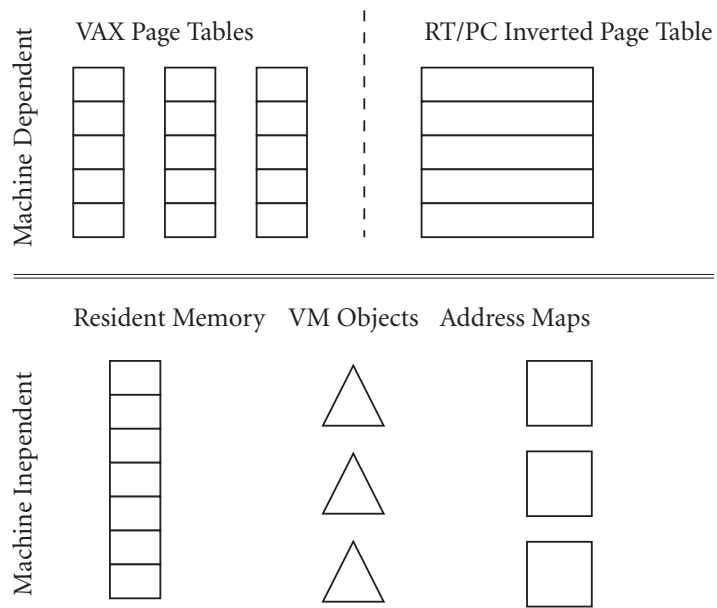 Machine Dependent
VAX Page Tables
RT/PC Inverted Page Table
Machine Inependent
Resident Memory
VM Objects
Address Maps